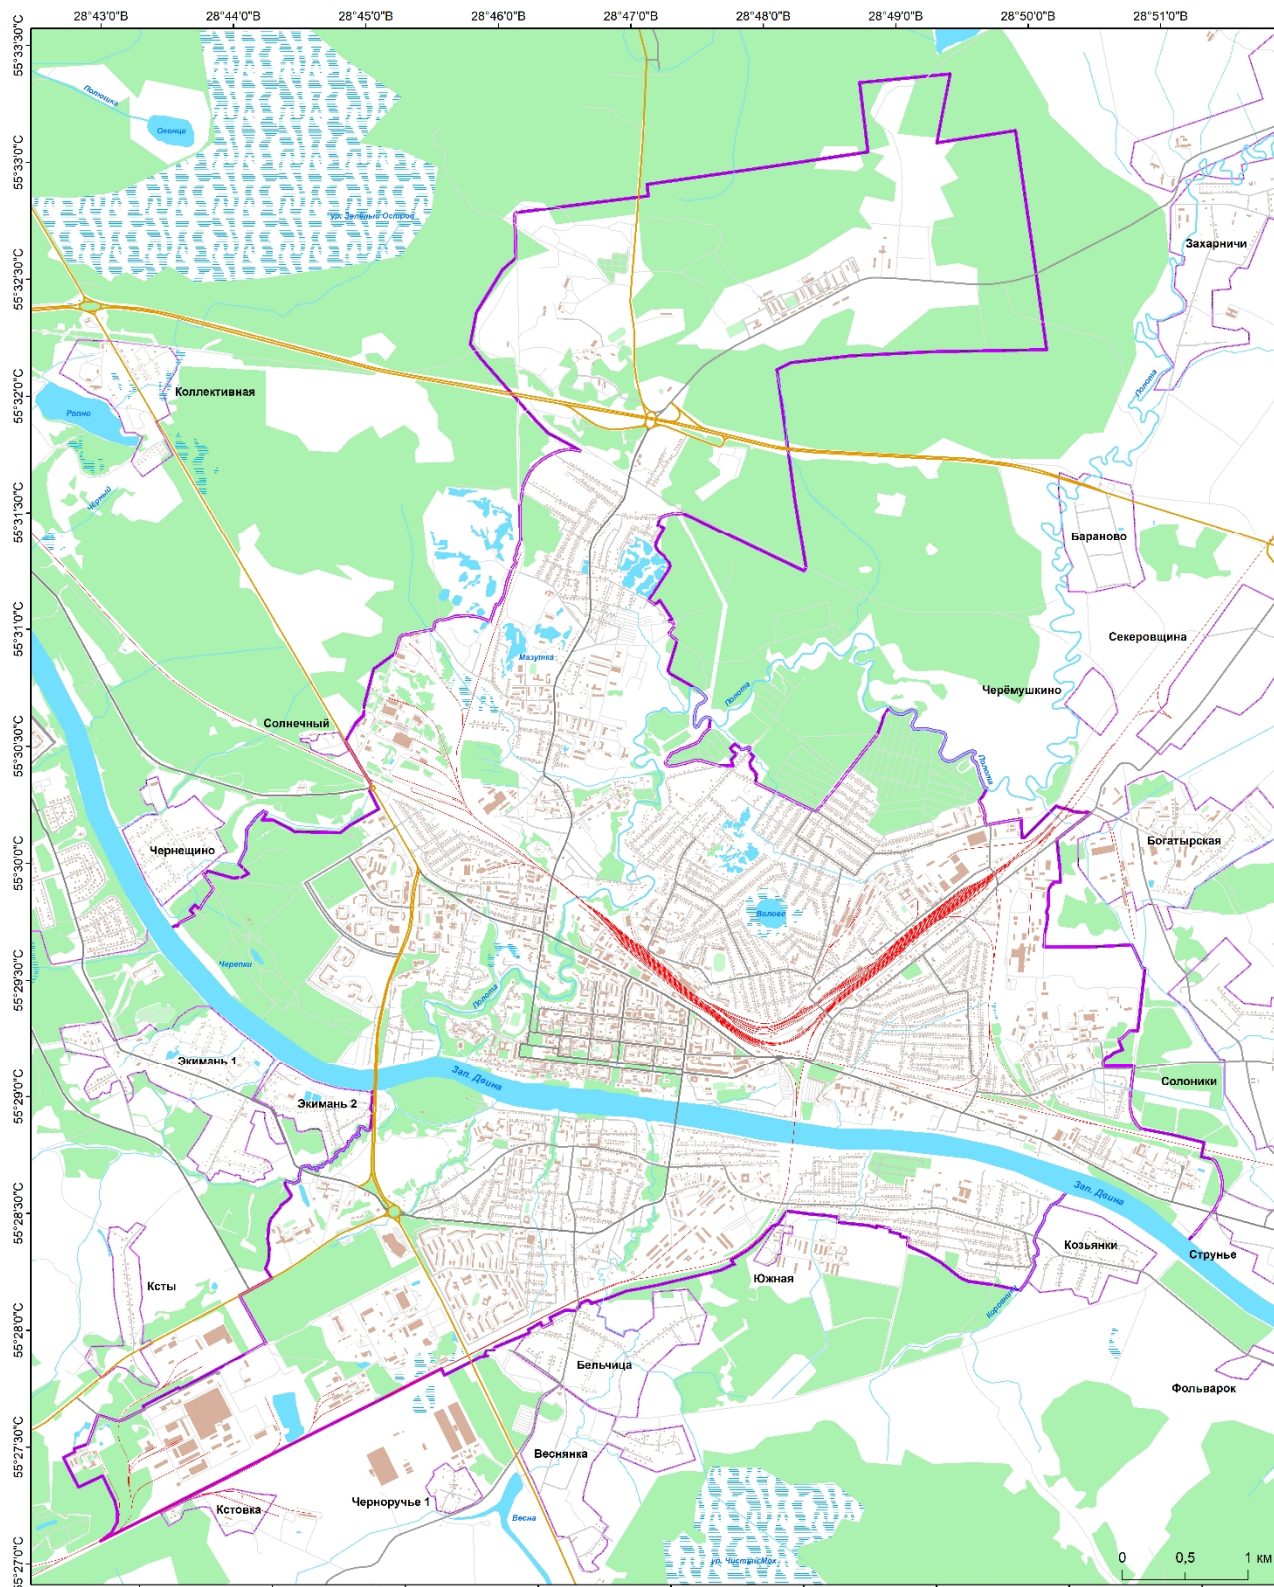 28°43'0"В
28°44'0"В
28°45'0"В
28°46'0"В
28°47'0"В
28°48'0"В
28°49'0"В
28°50'0"В
28°51'0"В
55°33'30"С
55°33'0"С
55°32'30"С
55°32'0"С
55°31'30"С
55°31'0"С
55°30'30"С
55°30'0"С
55°29'30"С
55°29'0"С
55°28'30"С
55°28'0"С
55°27'30"С
55°27'0"С
Полюшка
Оконце
ур. Зелёный Остров
Захарничи
Полота
Коллективная
Ропно
Чёрный
Бараново
Секеровщина
Мазутка
Черёмушкино
Полота
Солнечный
Полота
Чернещино
Богатырская
Волово
Черепки
Полота
Экимань 1
Зап. Двина
Солоники
Экимань 2
Зап. Двина
Козьянки
Струнье
Ксты
Южная
Бельчица
Фольварок
Веснянка
Черноручье 1
Кстовка
Весна
ур. Чистый Мох
0
0,5
1 км